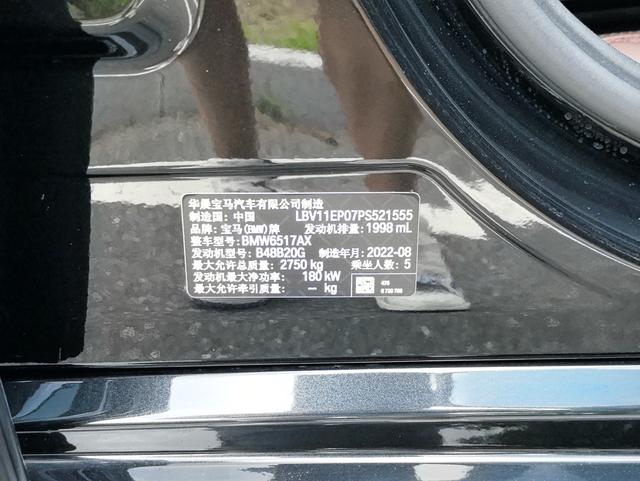 华晨宝马汽车有限公司制造
制造国: 中国 LBV11EP07PS521555
品牌: 宝马(BMW)牌 发动机排量: 1998 mL
整车型号: BMW6517AX
发动机型号: B48B20G 制造年月: 2022-08
最大允许总质量: 2750 kg 乘坐人数: 5
发动机最大净功率: 180 kW
最大允许牵引质量: — kg